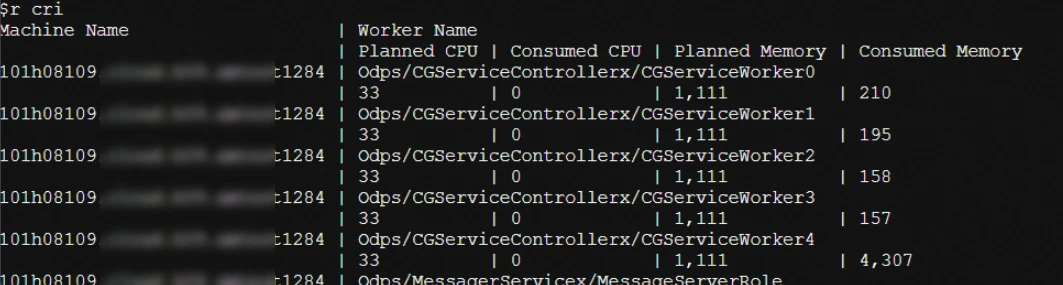 $r cri
Machine Name | Worker Name
| Planned CPU | Consumed CPU | Planned Memory | Consumed Memory
101h08109. t1284 | Odps/CGServiceControllerx/CGServiceWorker0
| 33 | 0 | 1,111 | 210
101h08109. t1284 | Odps/CGServiceControllerx/CGServiceWorker1
| 33 | 0 | 1,111 | 195
101h08109. t1284 | Odps/CGServiceControllerx/CGServiceWorker2
| 33 | 0 | 1,111 | 158
101h08109. t1284 | Odps/CGServiceControllerx/CGServiceWorker3
| 33 | 0 | 1,111 | 157
101h08109. t1284 | Odps/CGServiceControllerx/CGServiceWorker4
| 33 | 0 | 1,111 | 4,307
| Odps/MessagerServicex/MessageServerRole